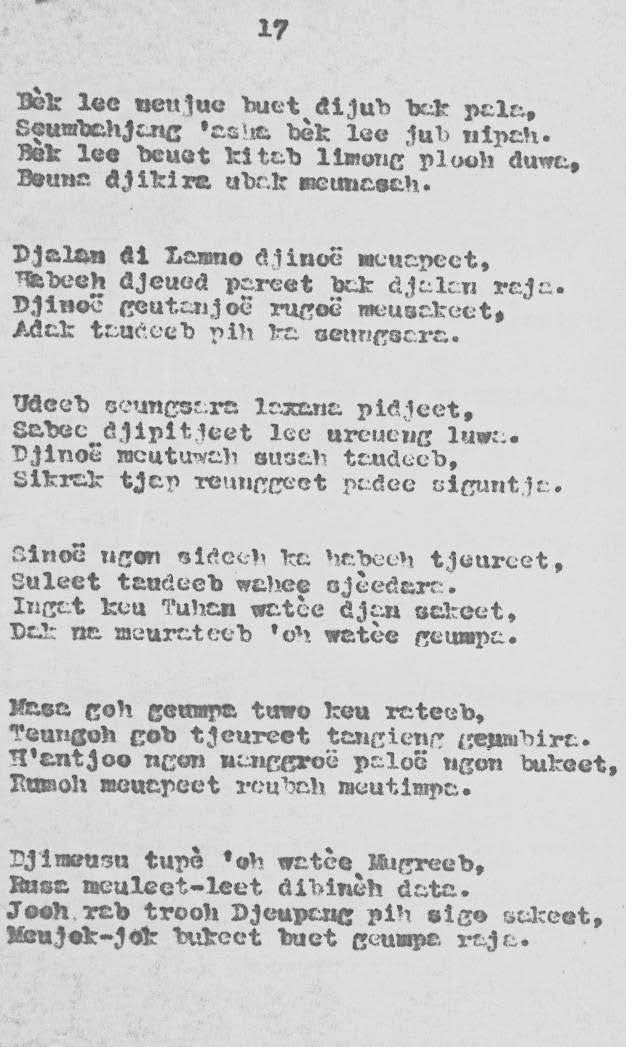 17
Bèk lee meujue buet dijub bak pala,
Seumbahjang 'asha bèk lee jub nipah.
Bèk lee beuet kitab limong plooh duwa,
Beuna djikira ubak meunasah.
Djalan di Lamno djinoë meuapeet,
Habeeh djeued pareet bak djalan raja.
Djinoë geutanjoë rugoë meusakeet,
Adak taudeeb pih ka seungsara.
Udeeb seungsara laxana pidjeet,
Sabee djipitjeet lee ureueng luwa.
Djinoë meutuwah susah taudeeb,
Sikrak tjap reunggeet padee siguntja.
Sinoë ngon sideeh ka habeeh tjeureet,
Suleet taudeeb wahee sjèedara.
Ingat keu Tuhan watèe djan sakeet,
Dak na meurateeb 'oh watèe geumpa.
Masa goh geumpa tuwo keu rateeb,
Teungoh gob tjeureet tangieng geumbira.
H'antjoo ngon nanggroë paloë ngon bukeet,
Rumoh meuapeet reubah meutimpa.
Djimeusu tupè 'oh watèe Mugreeb,
Rusa meuleet-leet dibinèh data.
Jooh rab trooh Djeupang pih sigo sakeet,
Meujok-jok bukeet buet geumpa raja.